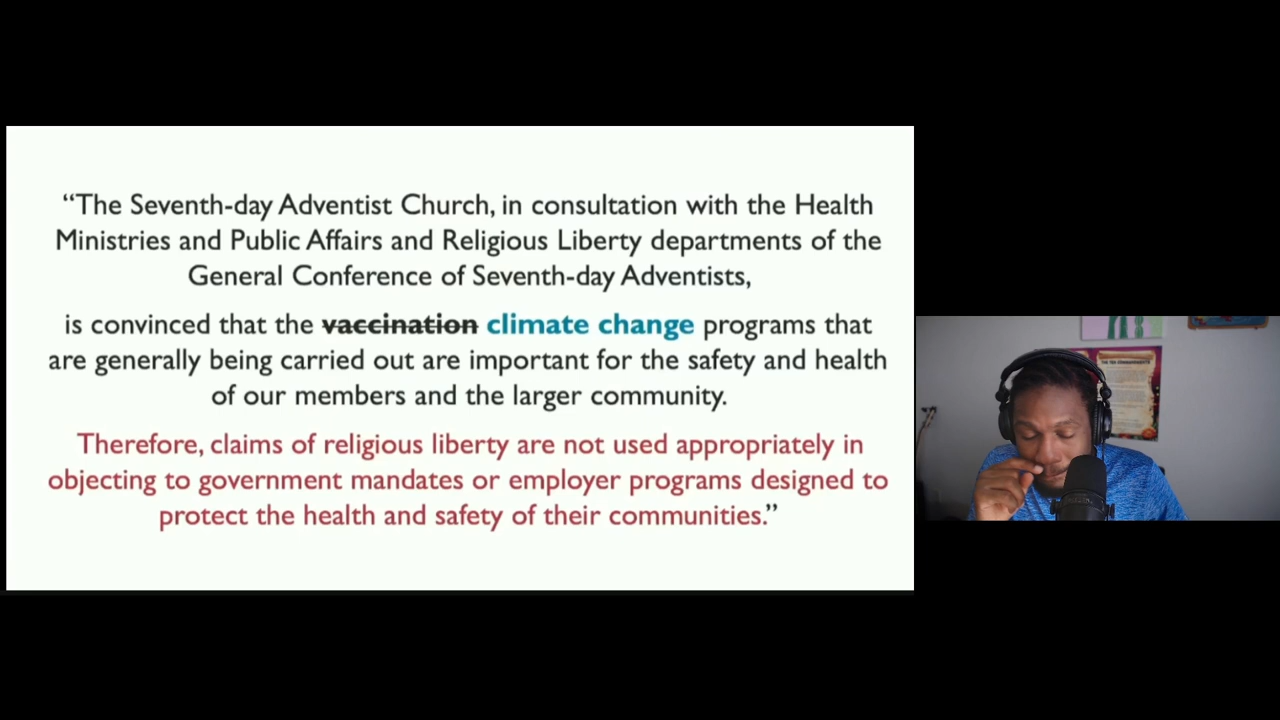 “The Seventh-day Adventist Church, in consultation with the Health
Ministries and Public Affairs and Religious Liberty departments of the
General Conference of Seventh-day Adventists,
is convinced that the vaccination climate change programs that
are generally being carried out are important for the safety and health
of our members and the larger community.
Therefore, claims of religious liberty are not used appropriately in
objecting to government mandates or employer programs designed to
protect the health and safety of their communities.”
THE TEN COMMANDMENTS